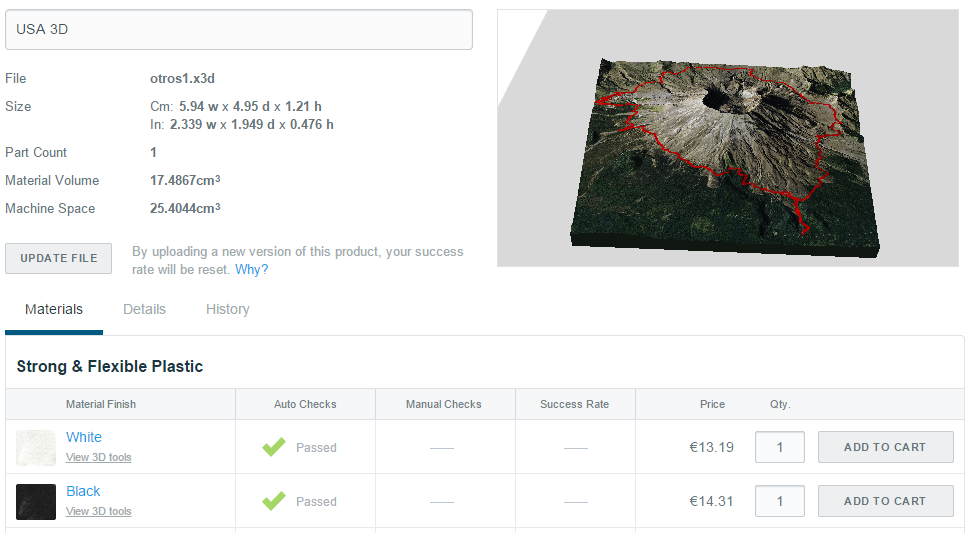 USA 3D
File otros1.x3d
Size Cm: 5.94 w x 4.95 d x 1.21 h
In: 2.339 w x 1.949 d x 0.476 h
Part Count 1
Material Volume 17.4867cm³
Machine Space 25.4044cm³
UPDATE FILE
By uploading a new version of this product, your success
rate will be reset. Why?
Materials Details History
Strong & Flexible Plastic
Material Finish Auto Checks Manual Checks Success Rate Price Qty.
White
View 3D tools
Passed €13.19 1 ADD TO CART
Black
View 3D tools
Passed €14.31 1 ADD TO CART